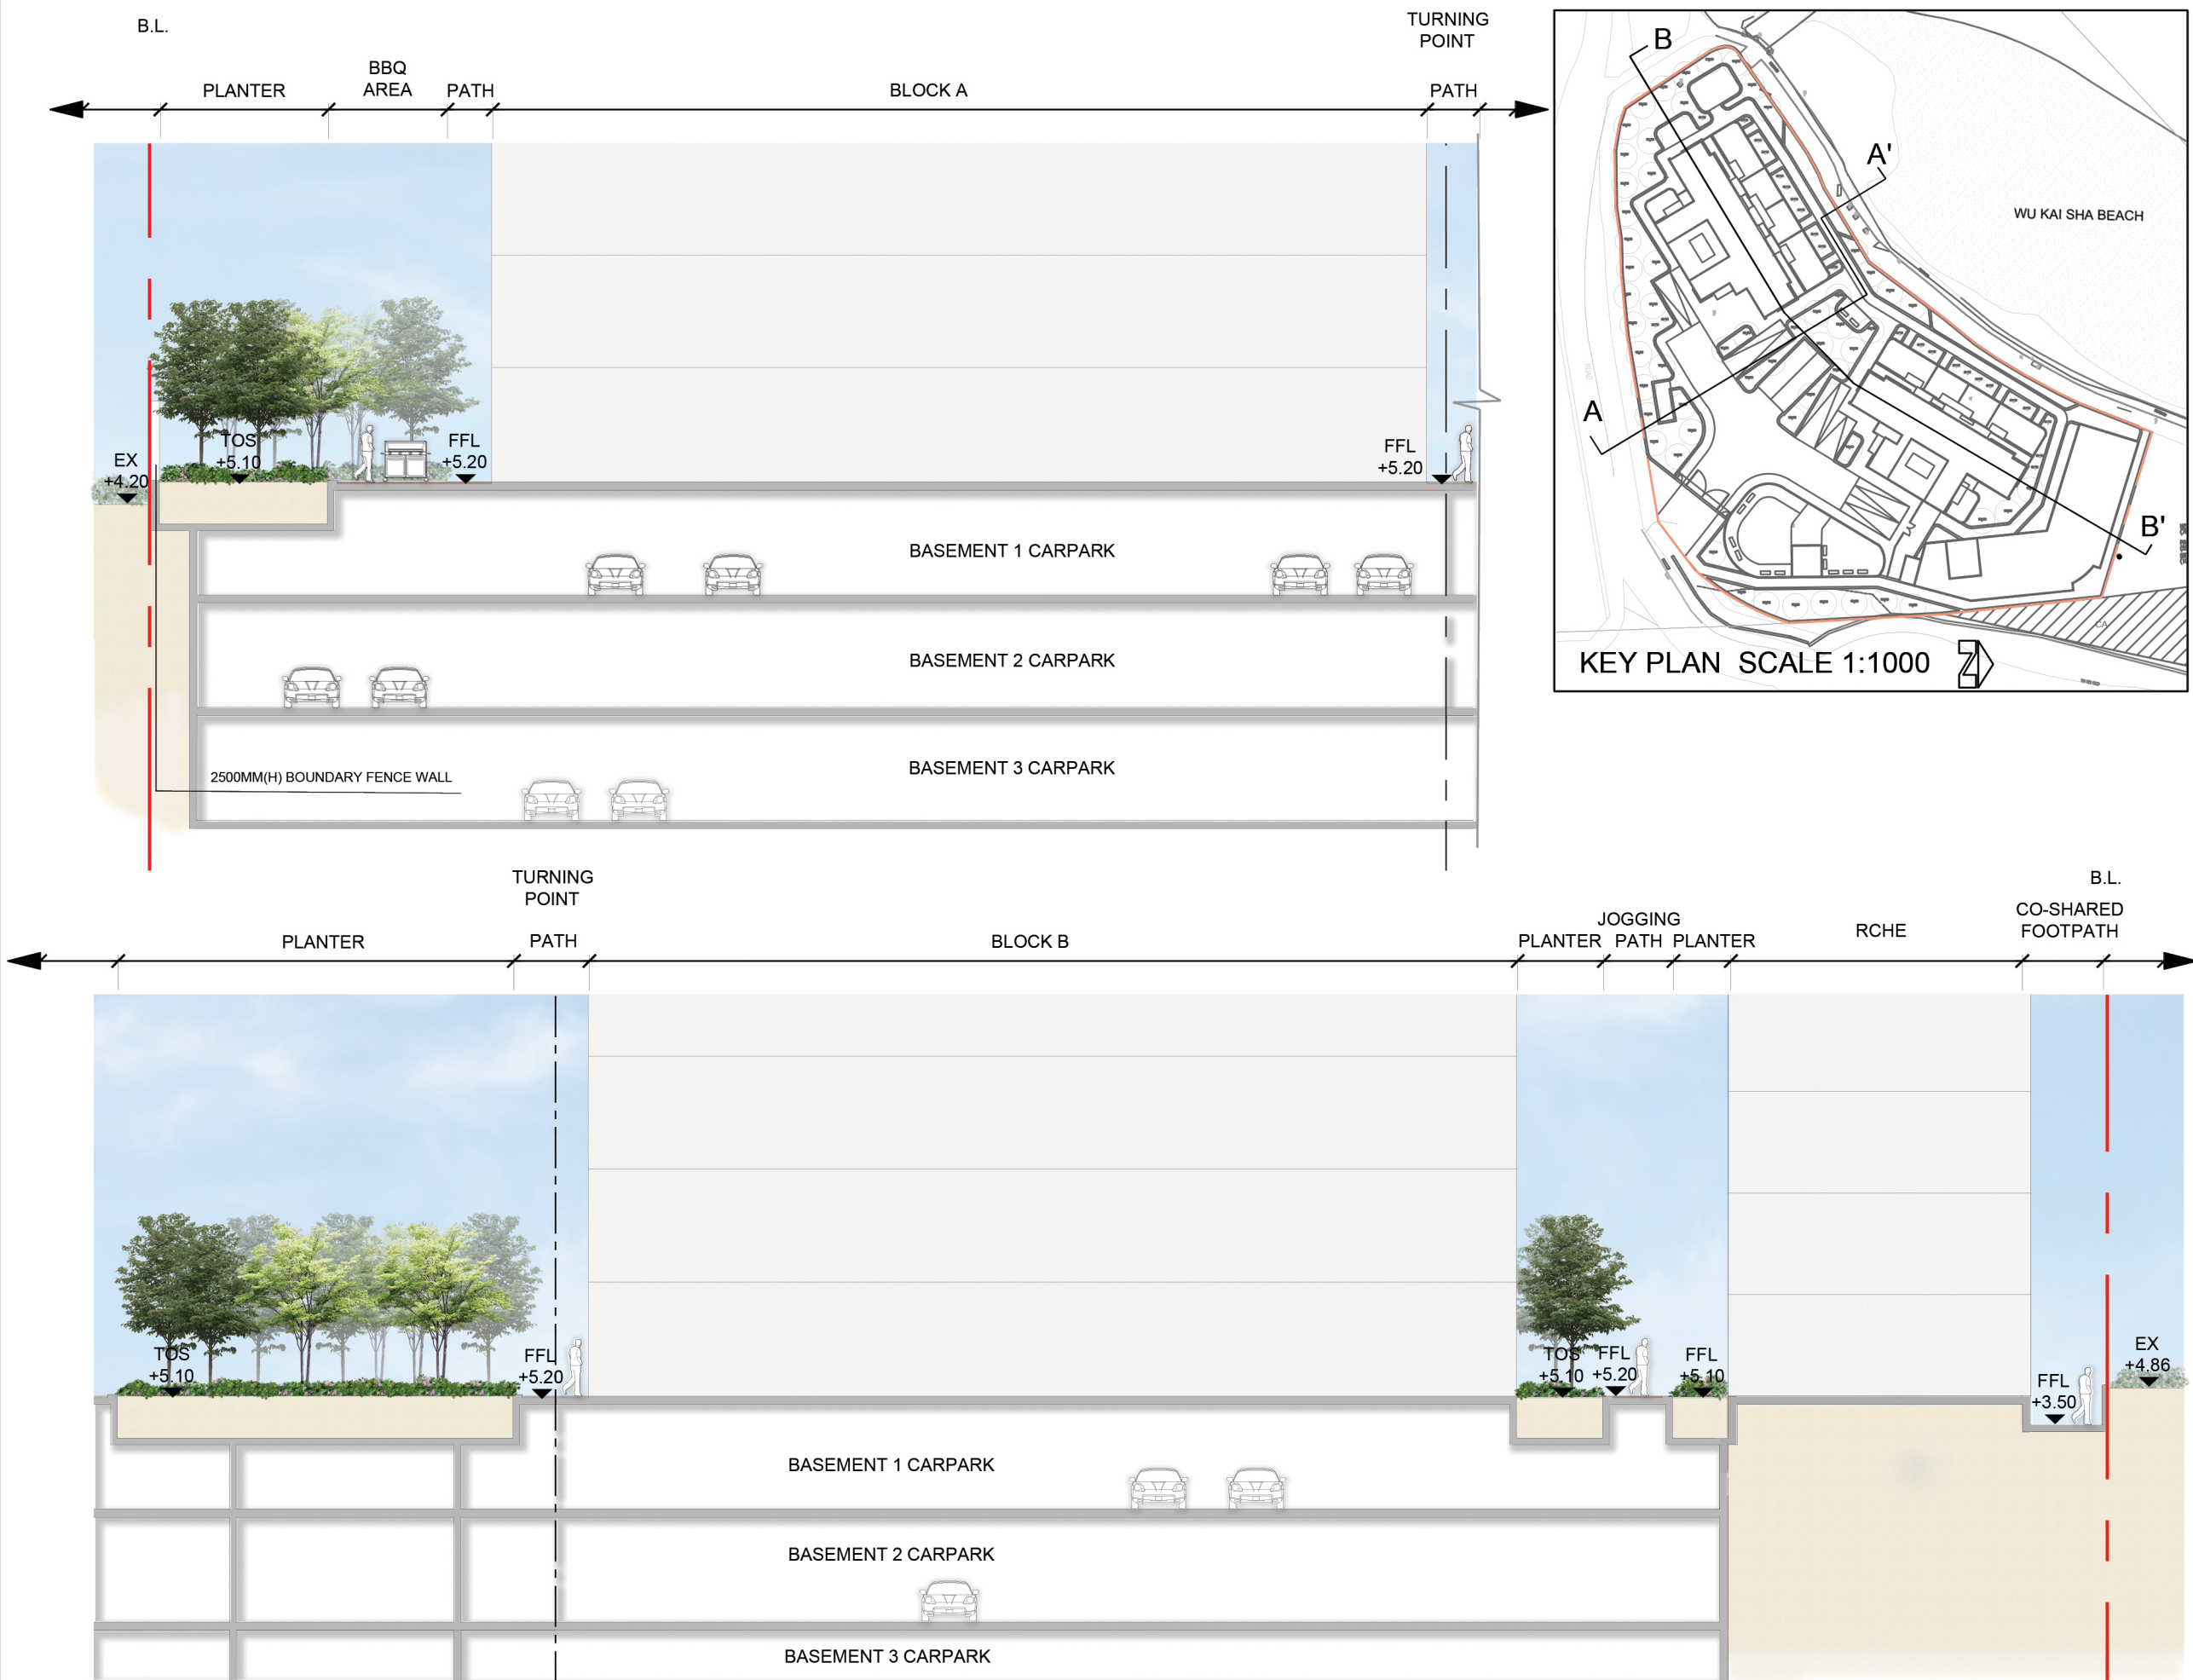 B.L.
TURNING
POINT
PLANTER
BBQ
AREA
PATH
BLOCK A
PATH
EX
+4.20
TOS
+5.10
FFL
+5.20
FFL
+5.20
BASEMENT 1 CARPARK
BASEMENT 2 CARPARK
BASEMENT 3 CARPARK
2500MM(H) BOUNDARY FENCE WALL
B
A'
WU KAI SHA BEACH
A
B'
CA
KEY PLAN SCALE 1:1000
Z
TURNING
POINT
B.L.
PLANTER
PATH
BLOCK B
PLANTER
JOGGING
PATH
PLANTER
RCHE
CO-SHARED
FOOTPATH
TOS
+5.10
FFL
+5.20
TOS
+5.10
FFL
+5.20
FFL
+5.10
FFL
+3.50
EX
+4.86
BASEMENT 1 CARPARK
BASEMENT 2 CARPARK
BASEMENT 3 CARPARK